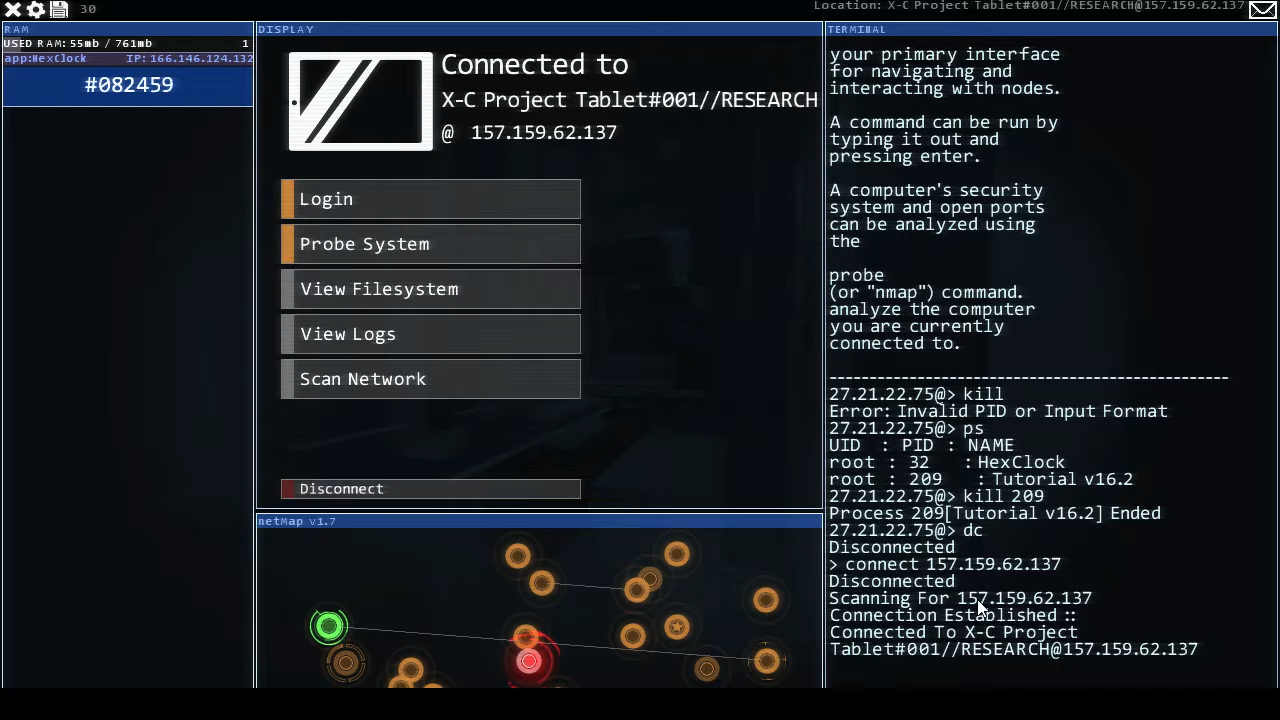 30
Location: X-C Project Tablet#001//RESEARCH@157.159.62.137
RAM
USED RAM: 55mb / 761mb 1
app:HexClock IP: 166.146.124.132
#082459
DISPLAY
Connected to
X-C Project Tablet#001//RESEARCH
@ 157.159.62.137
Login
Probe System
View Filesystem
View Logs
Scan Network
Disconnect
netMap v1.7
TERMINAL
your primary interface
for navigating and
interacting with nodes.
A command can be run by
typing it out and
pressing enter.
A computer's security
system and open ports
can be analyzed using
the
probe
(or "nmap") command.
analyze the computer
you are currently
connected to.
--------------------------------------------------
27.21.22.75@> kill
Error: Invalid PID or Input Format
27.21.22.75@> ps
UID : PID : NAME
root : 32 : HexClock
root : 209 : Tutorial v16.2
27.21.22.75@> kill 209
Process 209[Tutorial v16.2] Ended
27.21.22.75@> dc
Disconnected
> connect 157.159.62.137
Disconnected
Scanning For 157.159.62.137
Connection Established ::
Connected To X-C Project
Tablet#001//RESEARCH@157.159.62.137